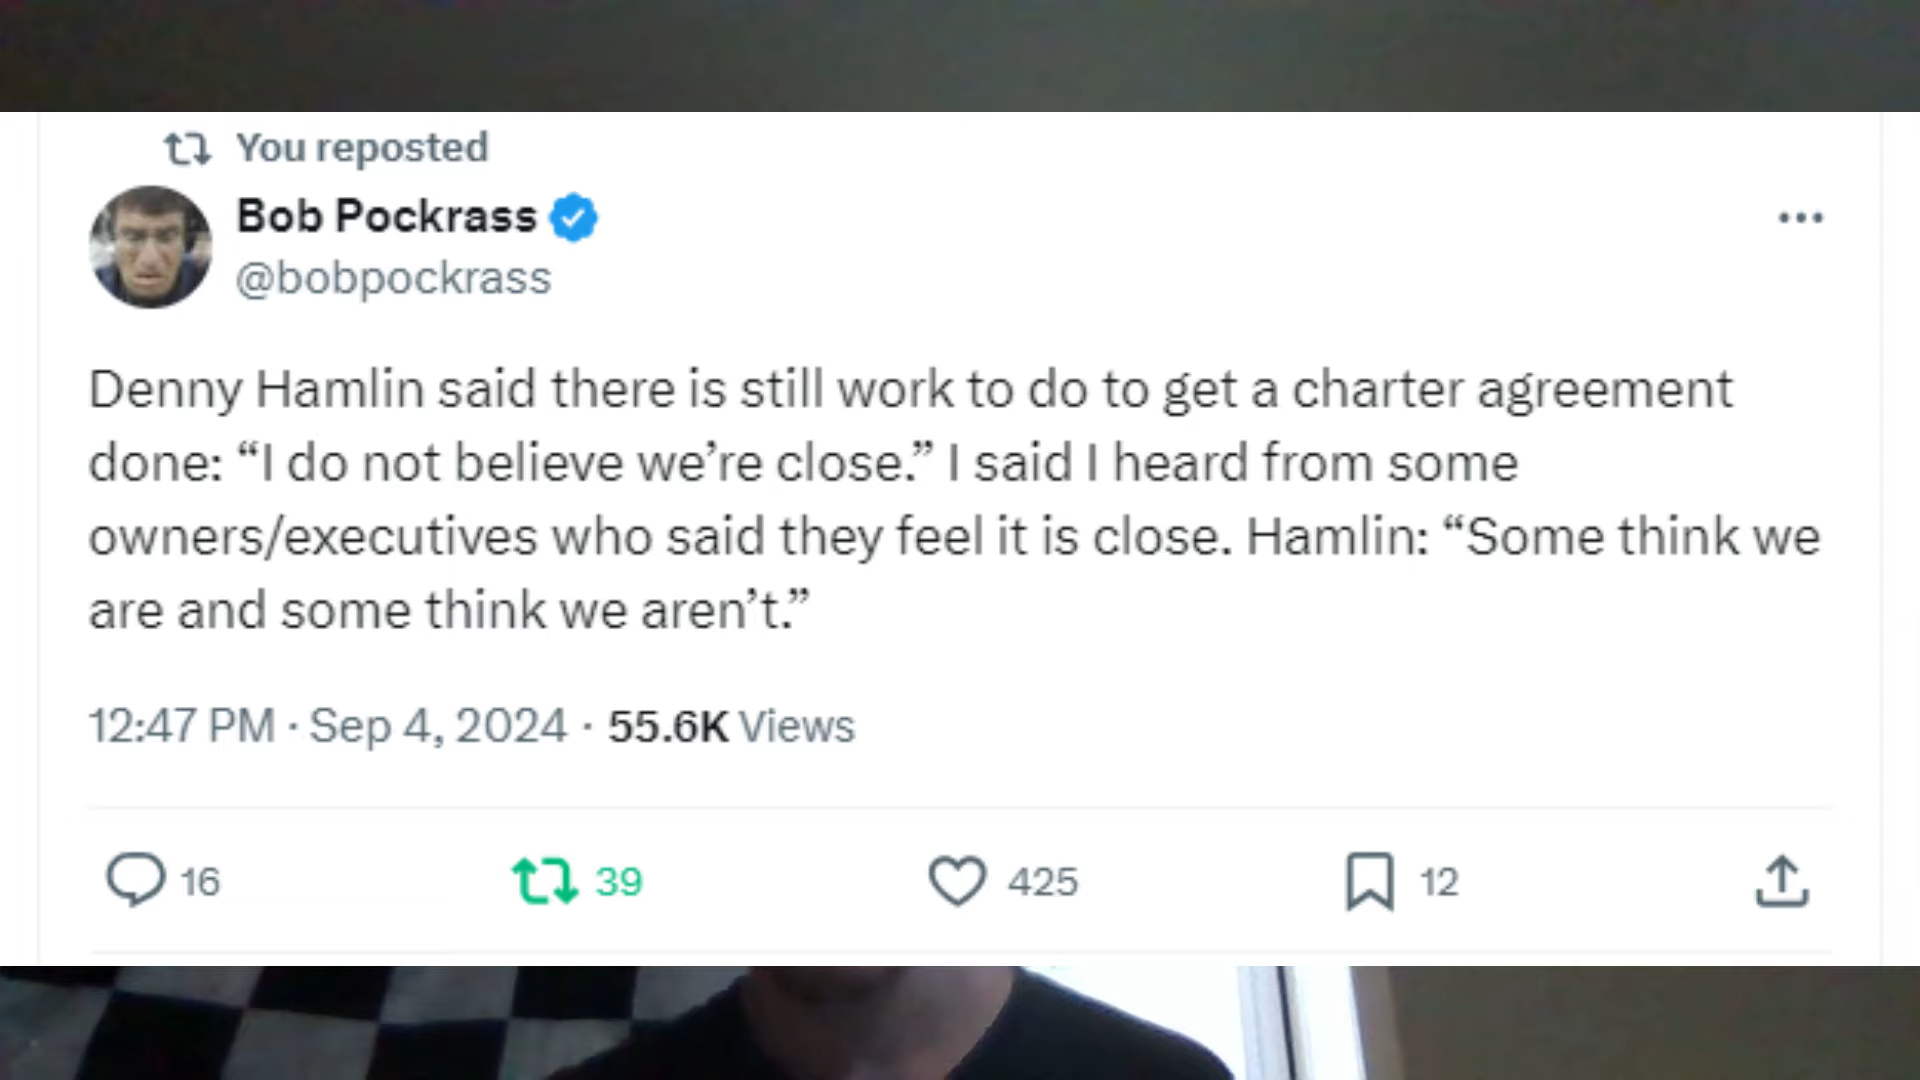 You reposted
Bob Pockrass
@bobpockrass
Denny Hamlin said there is still work to do to get a charter agreement
done: “I do not believe we’re close.” I said I heard from some
owners/executives who said they feel it is close. Hamlin: “Some think we
are and some think we aren’t.”
12:47 PM · Sep 4, 2024 · 55.6K Views
16 39 425 12